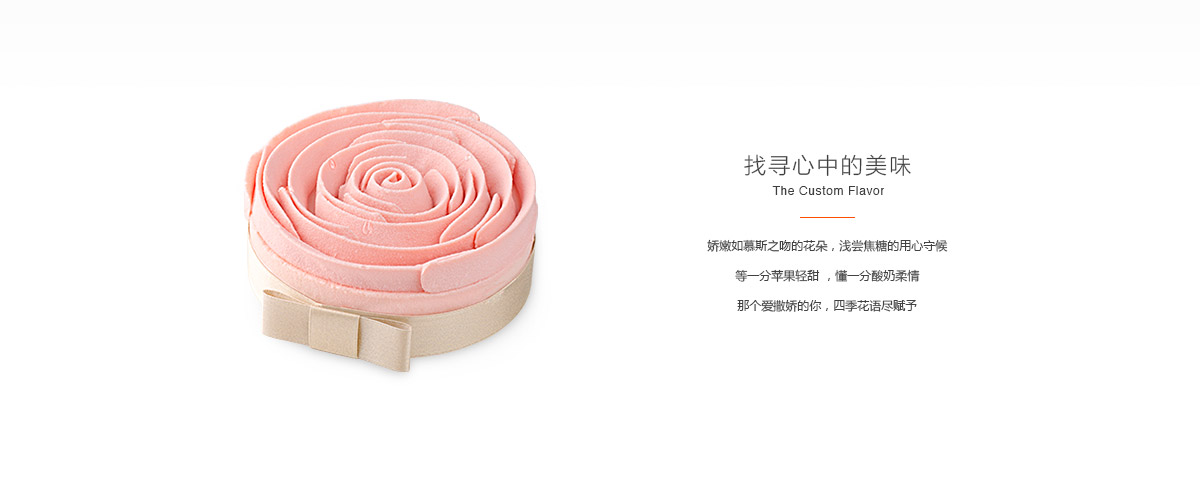 找寻心中的美味
The Custom Flavor
娇嫩如慕斯之吻的花朵，浅尝焦糖的用心守候
等一分苹果轻甜 ，懂一分酸奶柔情
那个爱撒娇的你，四季花语尽赋予